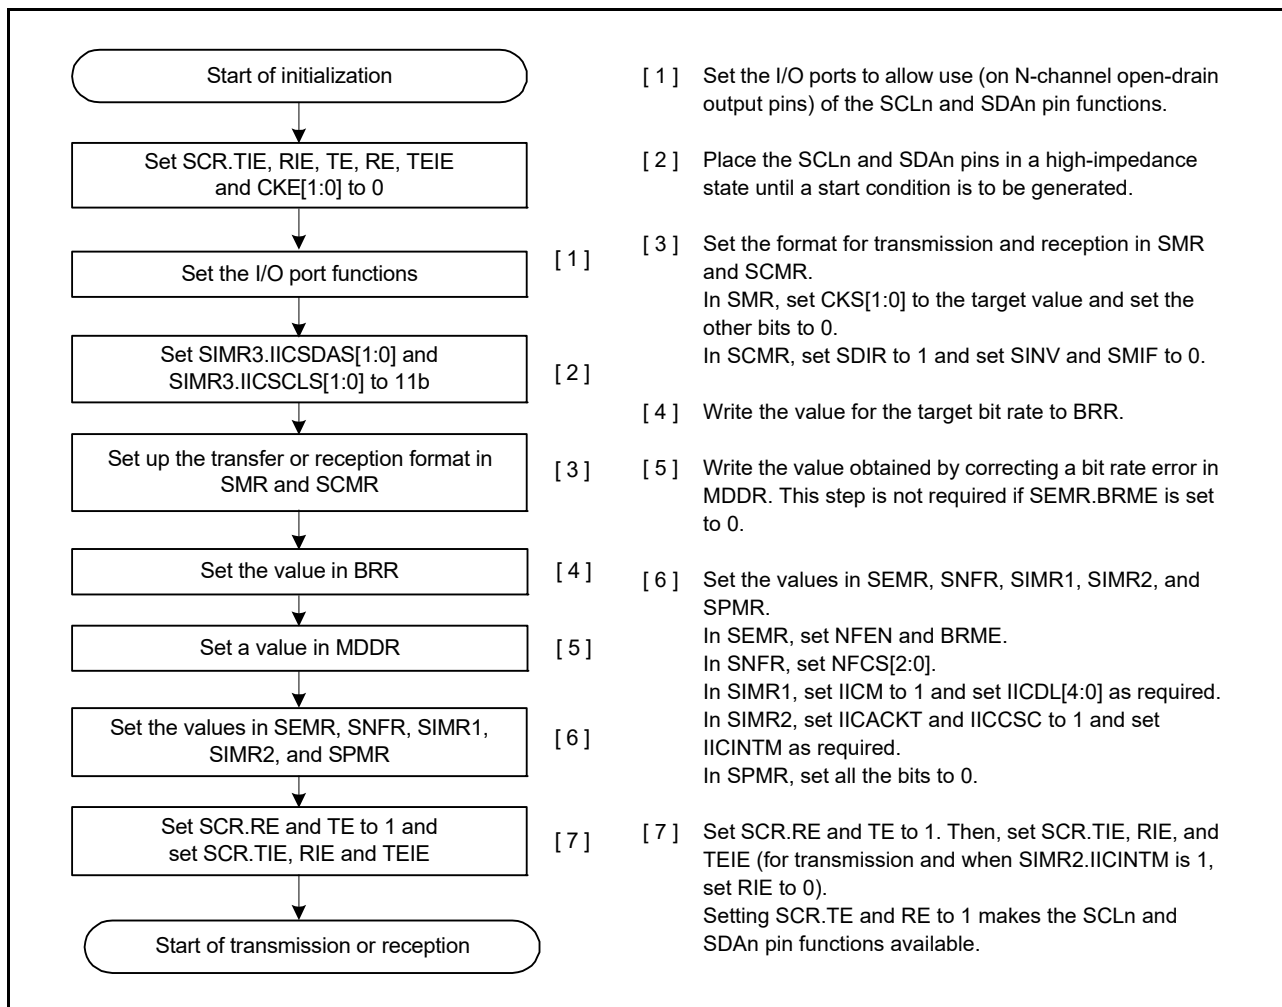 Start of initialization
Set SCR.TIE, RIE, TE, RE, TEIE
and CKE[1:0] to 0
Set the I/O port functions
[ 1 ]
Set SIMR3.IICSDAS[1:0] and
SIMR3.IICSCLS[1:0] to 11b
[ 2 ]
Set up the transfer or reception format in
SMR and SCMR
[ 3 ]
Set the value in BRR
[ 4 ]
Set a value in MDDR
[ 5 ]
Set the values in SEMR, SNFR, SIMR1,
SIMR2, and SPMR
[ 6 ]
Set SCR.RE and TE to 1 and
set SCR.TIE, RIE and TEIE
[ 7 ]
Start of transmission or reception
[ 1 ] Set the I/O ports to allow use (on N-channel open-drain
output pins) of the SCLn and SDAn pin functions.
[ 2 ] Place the SCLn and SDAn pins in a high-impedance
state until a start condition is to be generated.
[ 3 ] Set the format for transmission and reception in SMR
and SCMR.
In SMR, set CKS[1:0] to the target value and set the
other bits to 0.
In SCMR, set SDIR to 1 and set SINV and SMIF to 0.
[ 4 ] Write the value for the target bit rate to BRR.
[ 5 ] Write the value obtained by correcting a bit rate error in
MDDR. This step is not required if SEMR.BRME is set
to 0.
[ 6 ] Set the values in SEMR, SNFR, SIMR1, SIMR2, and
SPMR.
In SEMR, set NFEN and BRME.
In SNFR, set NFCS[2:0].
In SIMR1, set IICM to 1 and set IICDL[4:0] as required.
In SIMR2, set IICACKT and IICCSC to 1 and set
IICINTM as required.
In SPMR, set all the bits to 0.
[ 7 ] Set SCR.RE and TE to 1. Then, set SCR.TIE, RIE, and
TEIE (for transmission and when SIMR2.IICINTM is 1,
set RIE to 0).
Setting SCR.TE and RE to 1 makes the SCLn and
SDAn pin functions available.